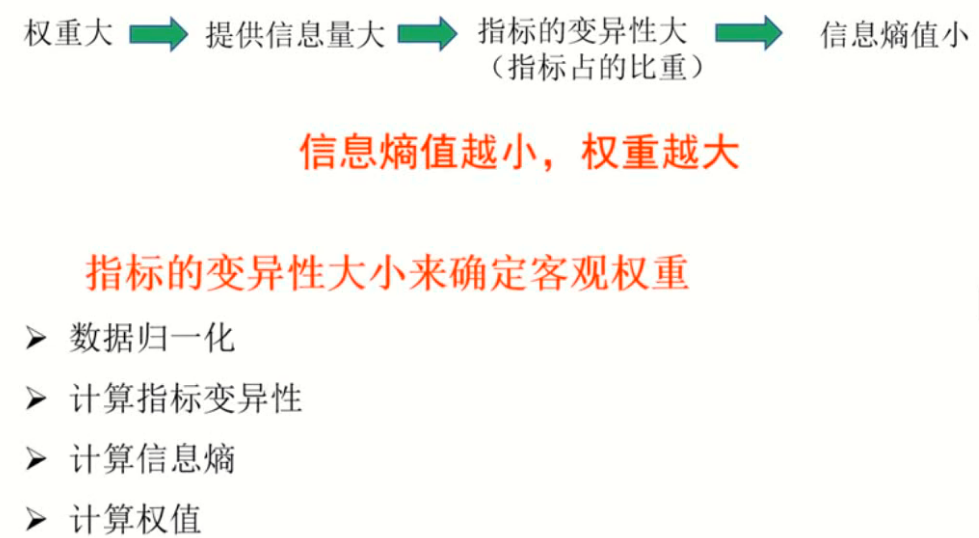 权重大 提供信息量大 指标的变异性大 信息熵值小
（指标占的比重）
信息熵值越小，权重越大
指标的变异性大小来确定客观权重
数据归一化
计算指标变异性
计算信息熵
计算权值